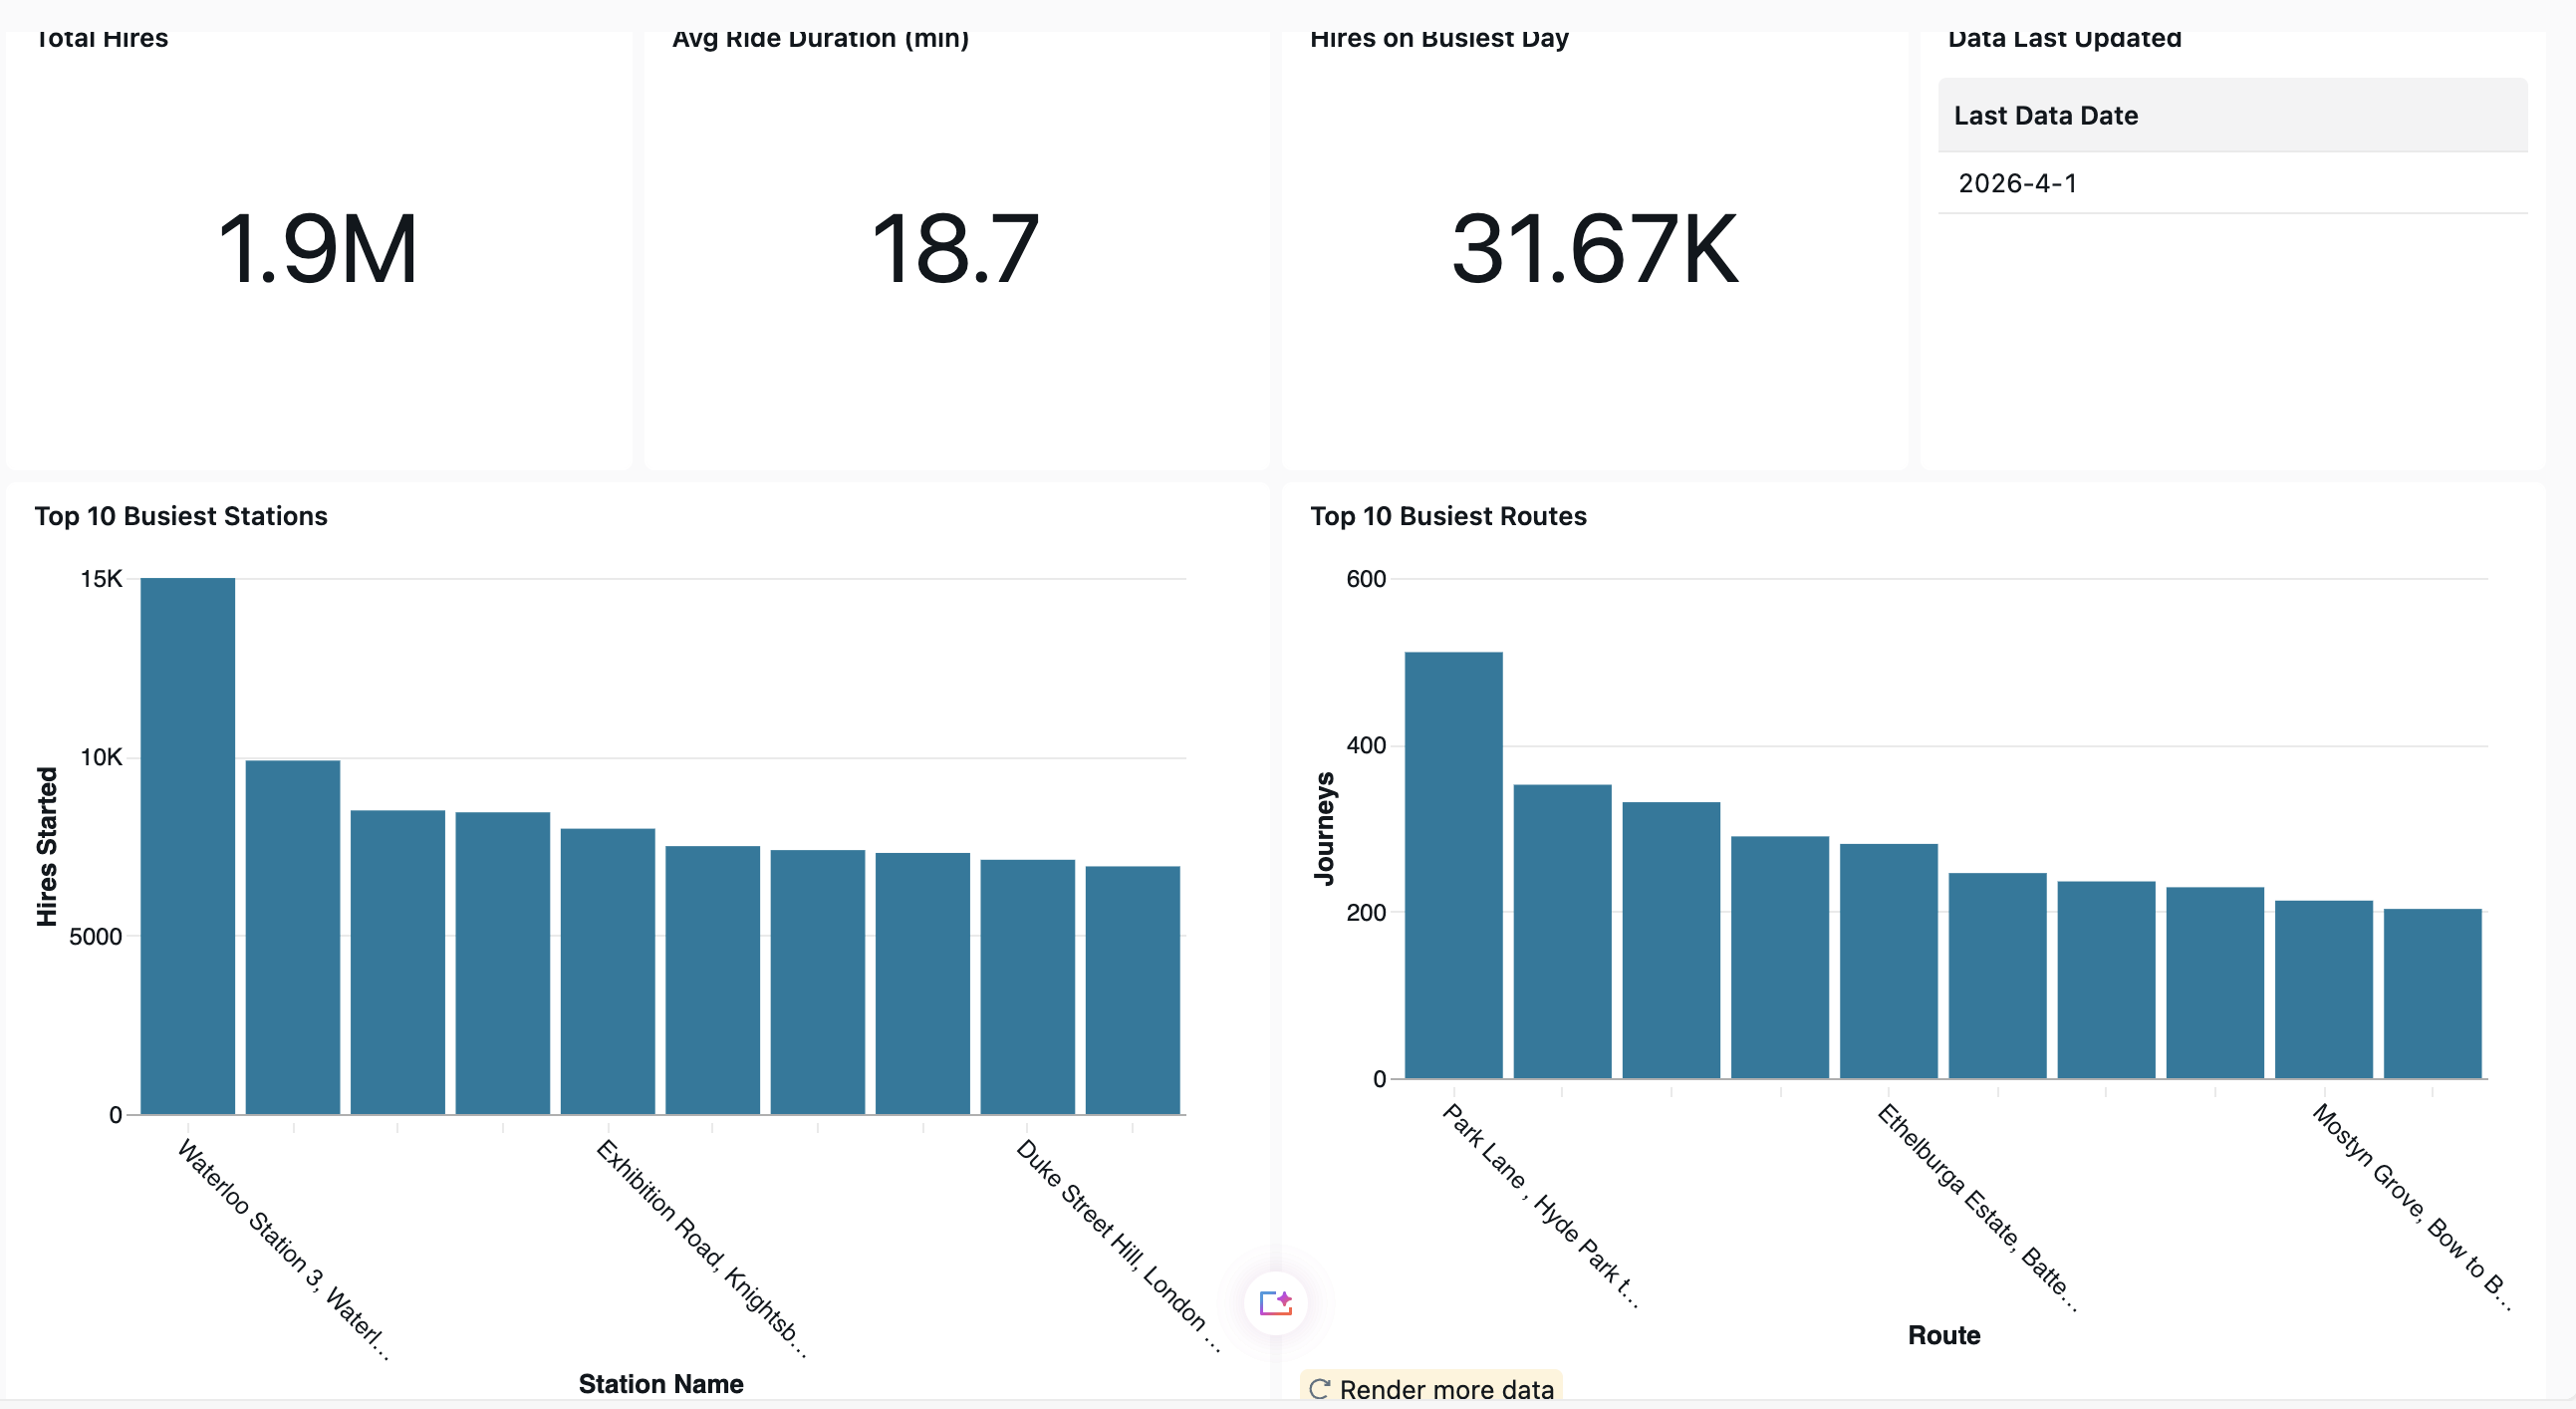 Total Hires
Avg Ride Duration (min)
Hires on Busiest Day
Data Last Updated
1.9M
18.7
31.67K
Last Data Date
2026-4-1
Top 10 Busiest Stations
Hires Started
15K
10K
5000
0
Waterloo Station 3, Waterl...
Exhibition Road, Knightsb...
Duke Street Hill, London ...
Station Name
Top 10 Busiest Routes
Journeys
600
400
200
0
Park Lane , Hyde Park t...
Ethelburga Estate, Batte...
Mostyn Grove, Bow to B...
Route
Render more data